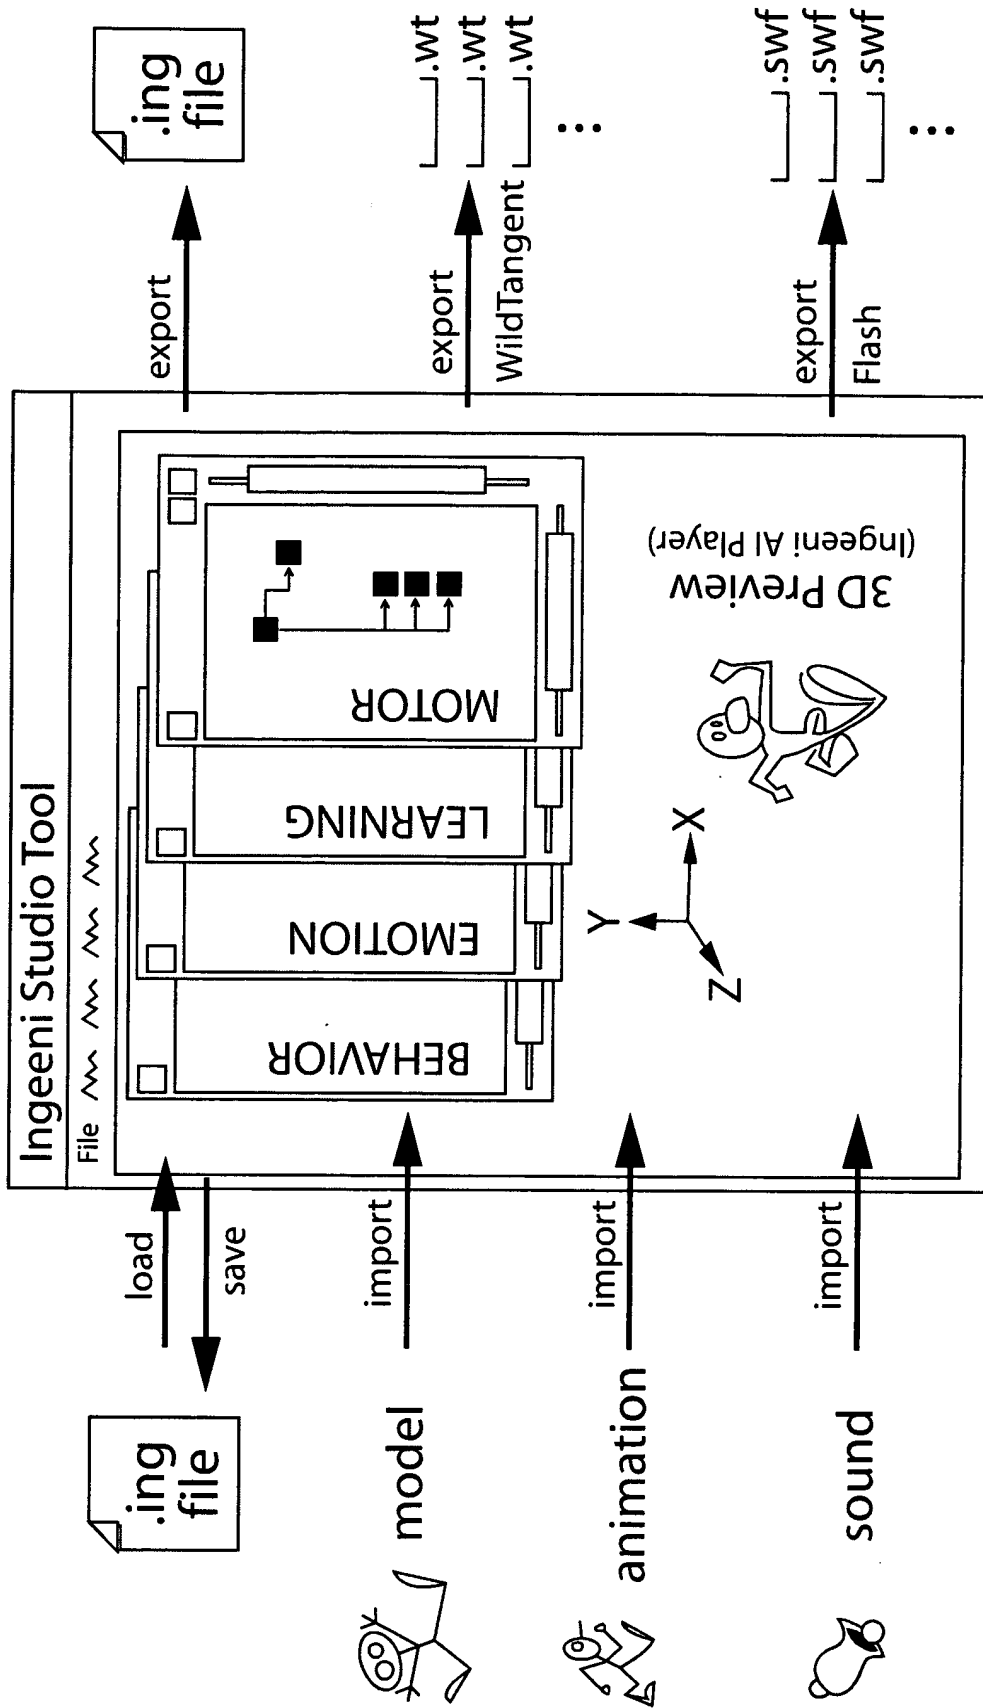 Ingeeni Studio Tool
File
.ing
file
load
save
model
import
animation
import
sound
import
BEHAVIOR
EMOTION
LEARNING
MOTOR
Y
X
Z
3D Preview
(Ingeeni AI Player)
export
.ing
file
export
WildTangent
.wt
.wt
.wt
...
export
Flash
.swf
.swf
.swf
...